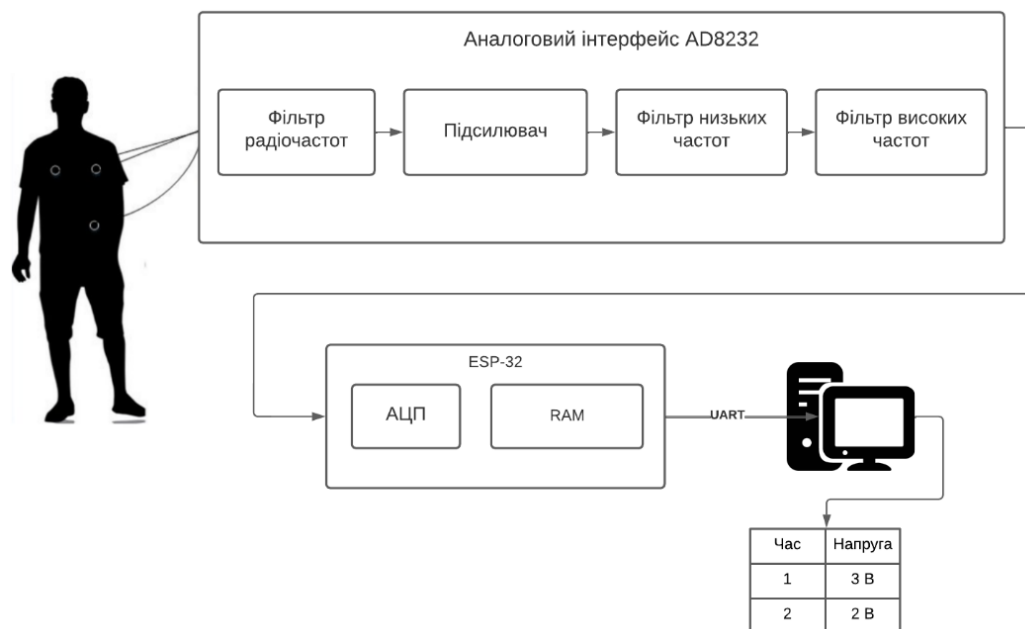 Аналоговий інтерфейс AD8232
Фільтр
радіочастот
Підсилювач
Фільтр низьких
частот
Фільтр високих
частот
ESP-32
АЦП
RAM
UART
Час Напруга
1 3 В
2 2 В